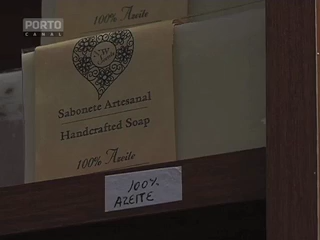 PORTO
CANAL
100% Azeite
Sabonete Artesanal
Handcrafted Soap
100% Azeite
100%
AZEITE